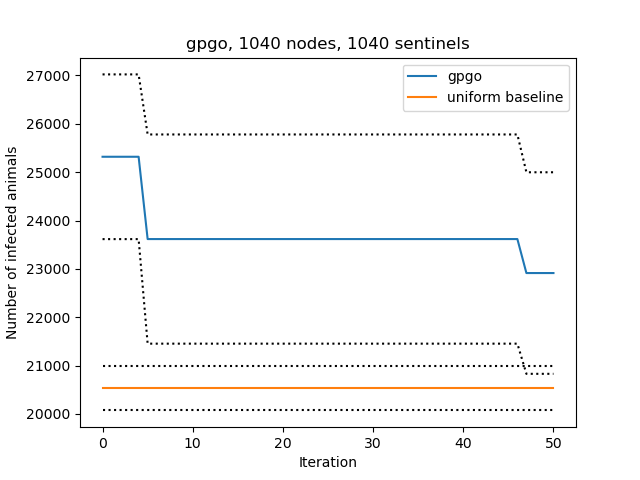 gpgo, 1040 nodes, 1040 sentinels
gpgo
uniform baseline
Number of infected animals
27000
26000
25000
24000
23000
22000
21000
20000
0 10 20 30 40 50
Iteration